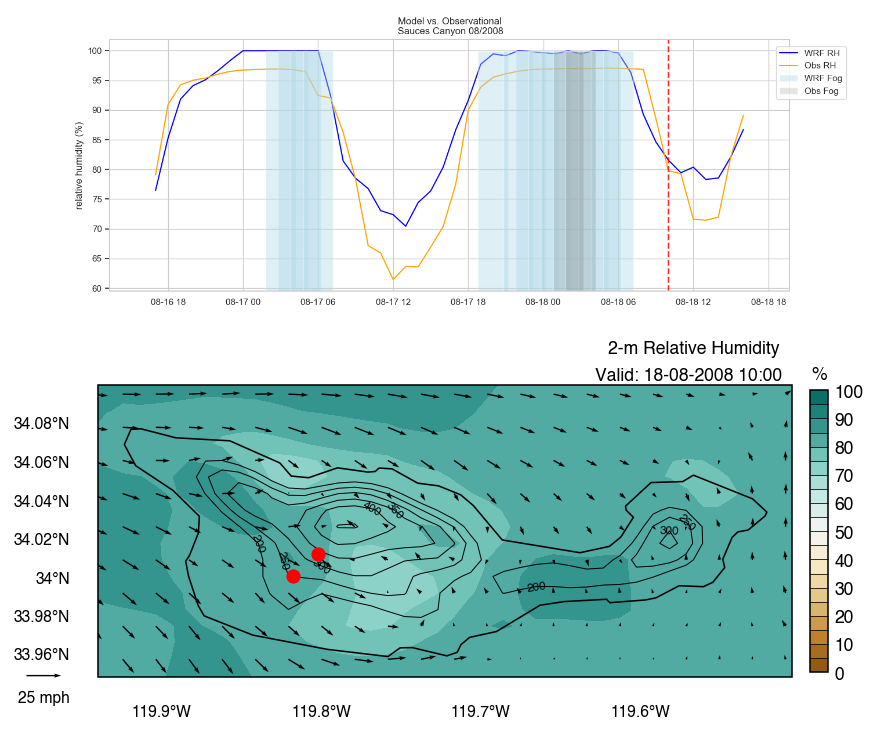 Model vs. Observational
Sauces Canyon 08/2008
relative humidity (%)
100
95
90
85
80
75
70
65
60
08-16 18
08-17 00
08-17 06
08-17 12
08-17 18
08-18 00
08-18 06
08-18 12
08-18 18
WRF RH
Obs RH
WRF Fog
Obs Fog
2-m Relative Humidity
Valid: 18-08-2008 10:00
%
34.08°N
34.06°N
34.04°N
34.02°N
34°N
33.98°N
33.96°N
25 mph
119.9°W
119.8°W
119.7°W
119.6°W
400
200
300
200
100
90
80
70
60
50
40
30
20
10
0